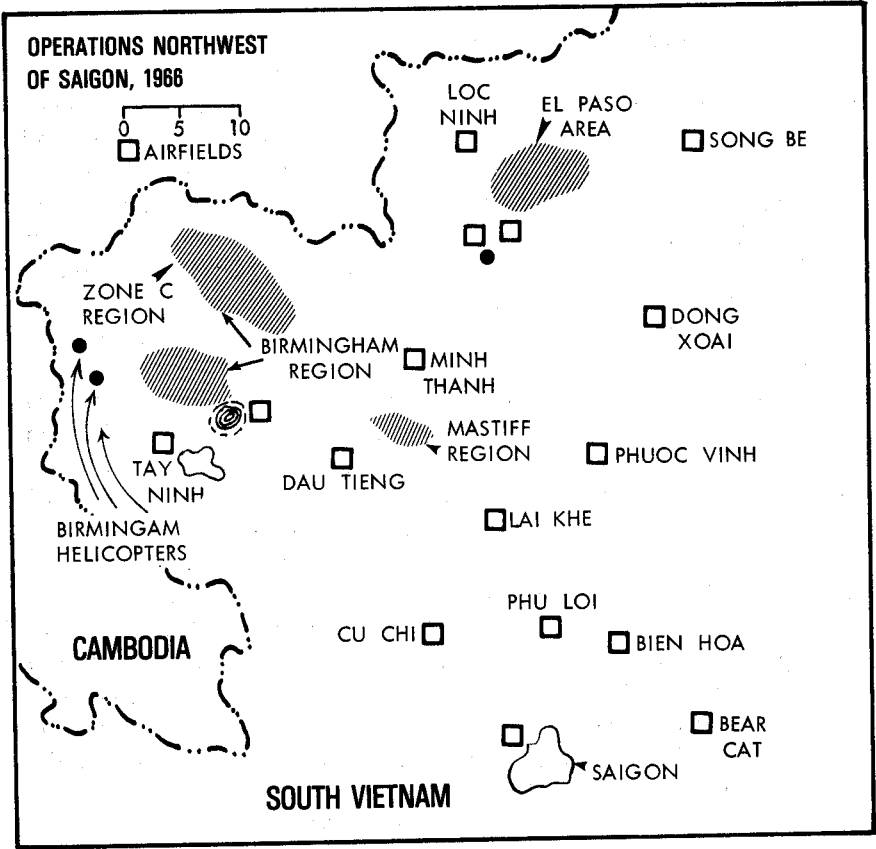 OPERATIONS NORTHWEST
OF SAIGON, 1966
0 5 10
AIRFIELDS
LOC
NINH
EL PASO
AREA
SONG BE
ZONE C
REGION
BIRMINGHAM
REGION
MINH
THANH
DONG
XOAI
MASTIFF
REGION
PHUOC VINH
TAY
NINH
DAU TIENG
LAI KHE
BIRMINGAM
HELICOPTERS
PHU LOI
CU CHI
BIEN HOA
CAMBODIA
BEAR
CAT
SAIGON
SOUTH VIETNAM